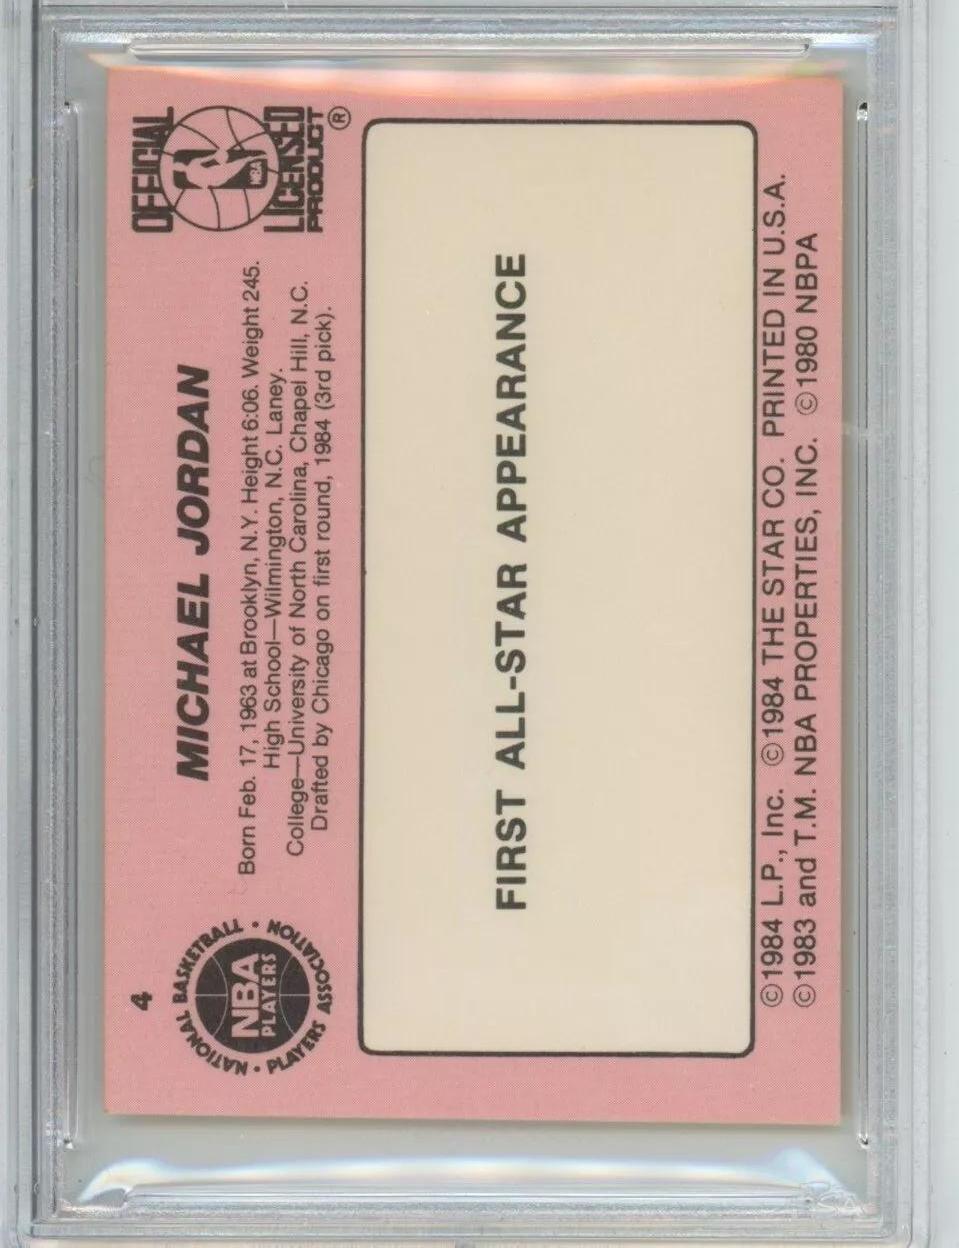 4
NATIONAL BASKETBALL • PLAYERS ASSOCIATION •
NBA
PLAYERS
MICHAEL JORDAN
Born Feb. 17, 1963 at Brooklyn, N.Y. Height 6:06. Weight 245.
High School—Wilmington, N.C. Laney.
College—University of North Carolina, Chapel Hill, N.C.
Drafted by Chicago on first round, 1984 (3rd pick).
OFFICIAL
NBA
LICENSED
PRODUCT ®
FIRST ALL-STAR APPEARANCE
©1984 L.P., Inc. ©1984 THE STAR CO. PRINTED IN U.S.A.
©1983 and T.M. NBA PROPERTIES, INC. ©1980 NBPA
PSA